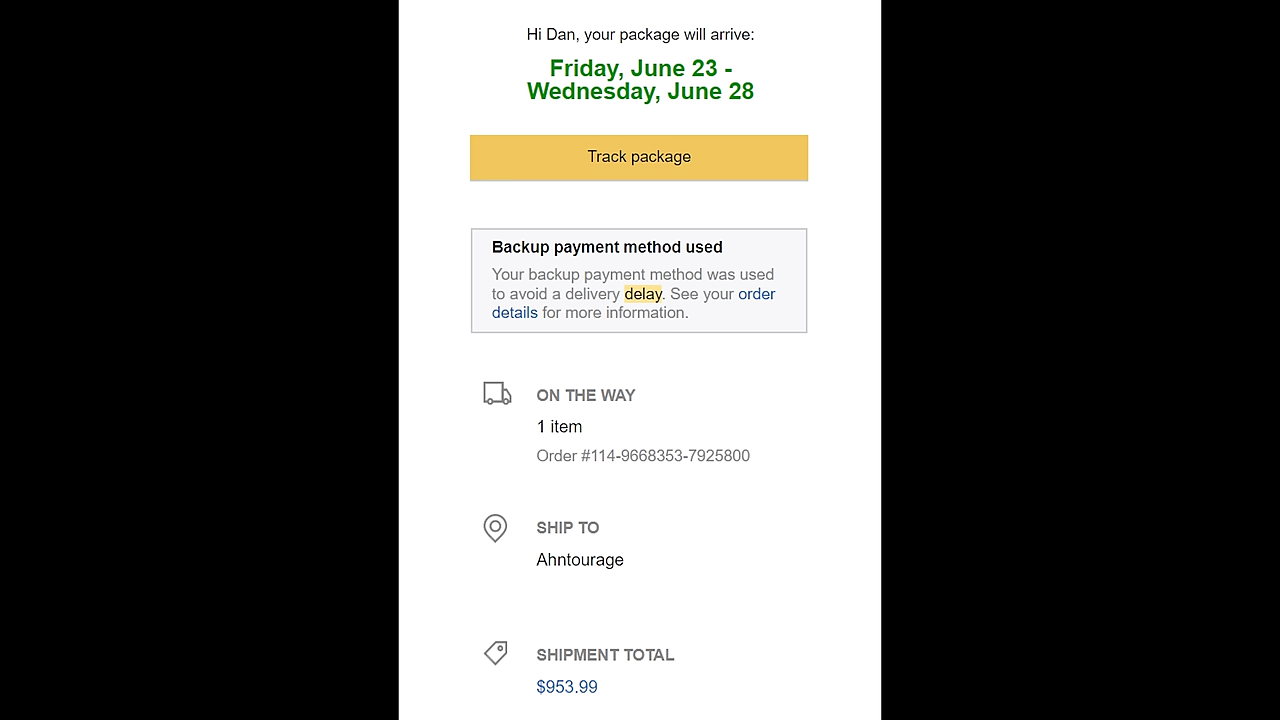 Hi Dan, your package will arrive:
Friday, June 23 -
Wednesday, June 28
Track package
Backup payment method used
Your backup payment method was used
to avoid a delivery delay. See your order
details for more information.
ON THE WAY
1 item
Order #114-9668353-7925800
SHIP TO
Ahntourage
SHIPMENT TOTAL
$953.99